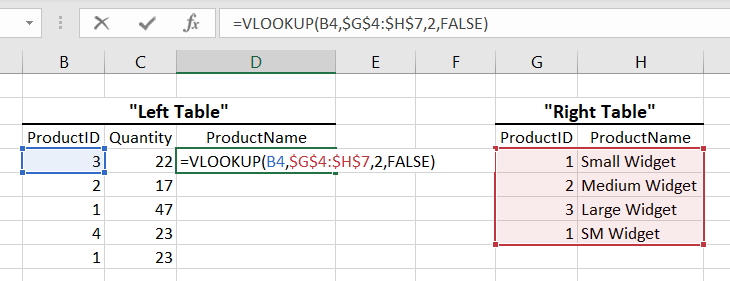 fx =VLOOKUP(B4,$G$4:$H$7,2,FALSE)
B C D E F G H
"Left Table" "Right Table"
ProductID Quantity ProductName ProductID ProductName
3 22 =VLOOKUP(B4,$G$4:$H$7,2,FALSE) 1 Small Widget
2 17 2 Medium Widget
1 47 3 Large Widget
4 23 1 SM Widget
1 23